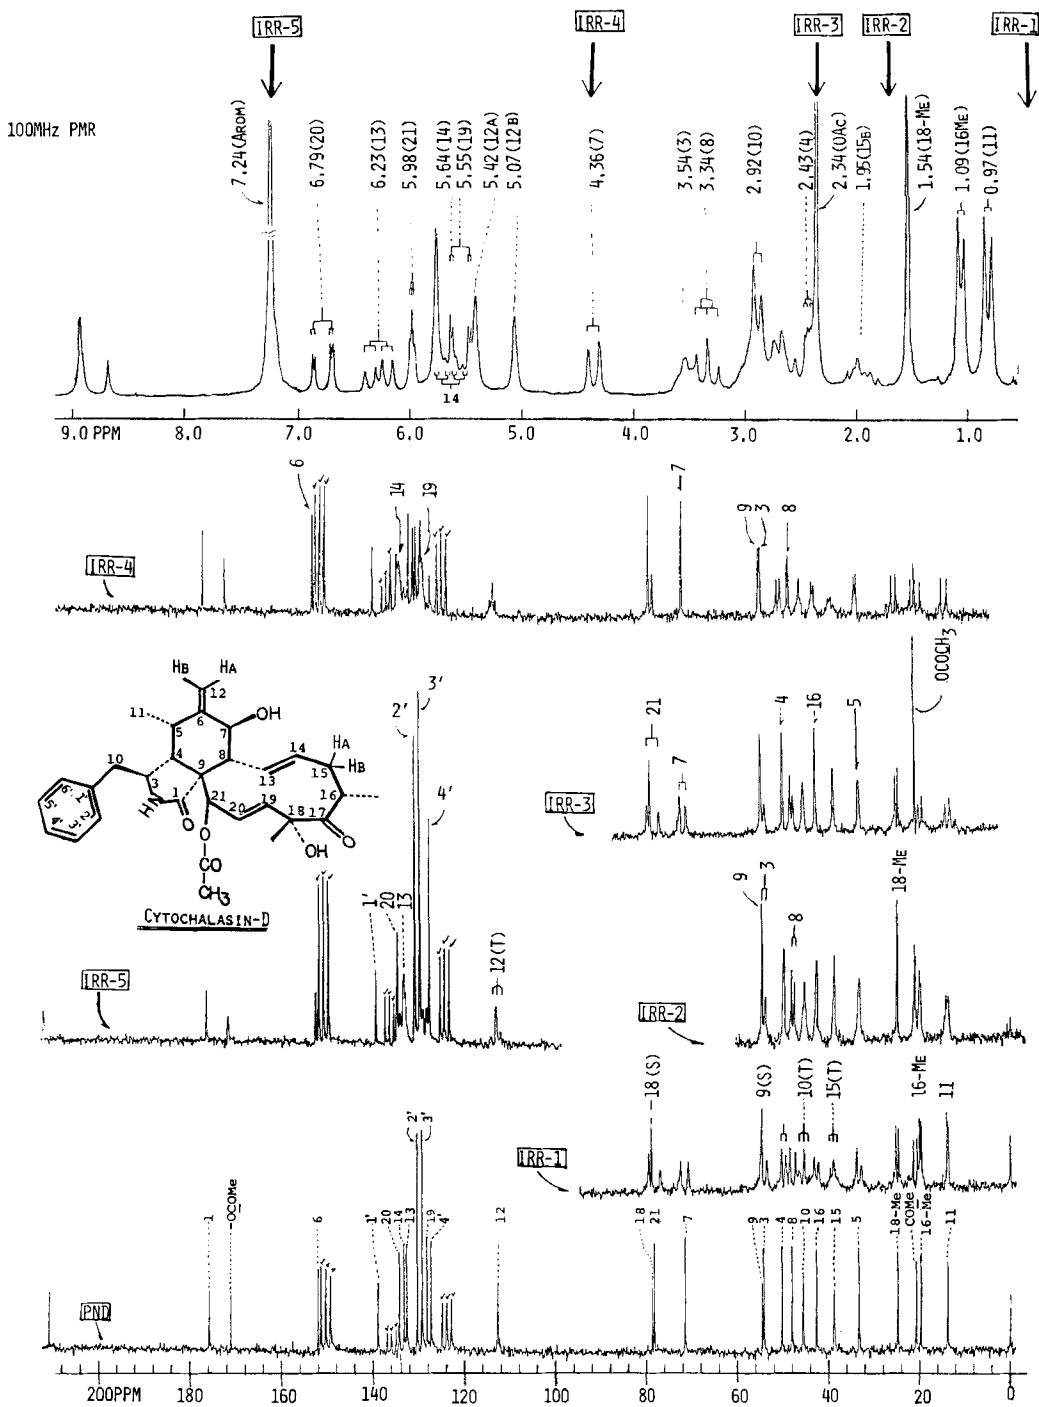 IRR-5
IRR-4
IRR-3
IRR-2
IRR-1
100MHz PMR
7.24(AROM)
6.79(20)
6.23(13)
5.98(21)
5.64(14)
5.55(19)
5.42(12A)
5.07(12B)
4.36(7)
3.54(3)
3.34(8)
2.92(10)
2.43(4)
2.34(OAc)
1.95(15B)
1.54(18-ME)
1.09(16ME)
0.97(11)
14
9.0 PPM 8.0 7.0 6.0 5.0 4.0 3.0 2.0 1.0
IRR-4
6
14
19
7
9
3
8
HB HA
12
11
6
OH
5
7
4
8
14
HA
HB
10
3
9
13
15
16
1
HN
O
21
20
19
18
17
O
OH
6'
1'
5'
2'
4'
3'
O
CO
CH3
CYTOCHALASIN-D
IRR-3
21
7
4
16
5
OCOCH3
IRR-5
1'
20
13
2'
3'
4'
12(T)
IRR-2
9
3
8
18-ME
IRR-1
18(S)
9(S)
10(T)
15(T)
16-ME
11
PND
1
OCOMe
6
1'
20
14
13
2'
3'
19
4'
12
18
21
7
9
3
4
8
10
16
15
5
18-Me
COMe
16-Me
11
200PPM 180 160 140 120 100 80 60 40 20 0